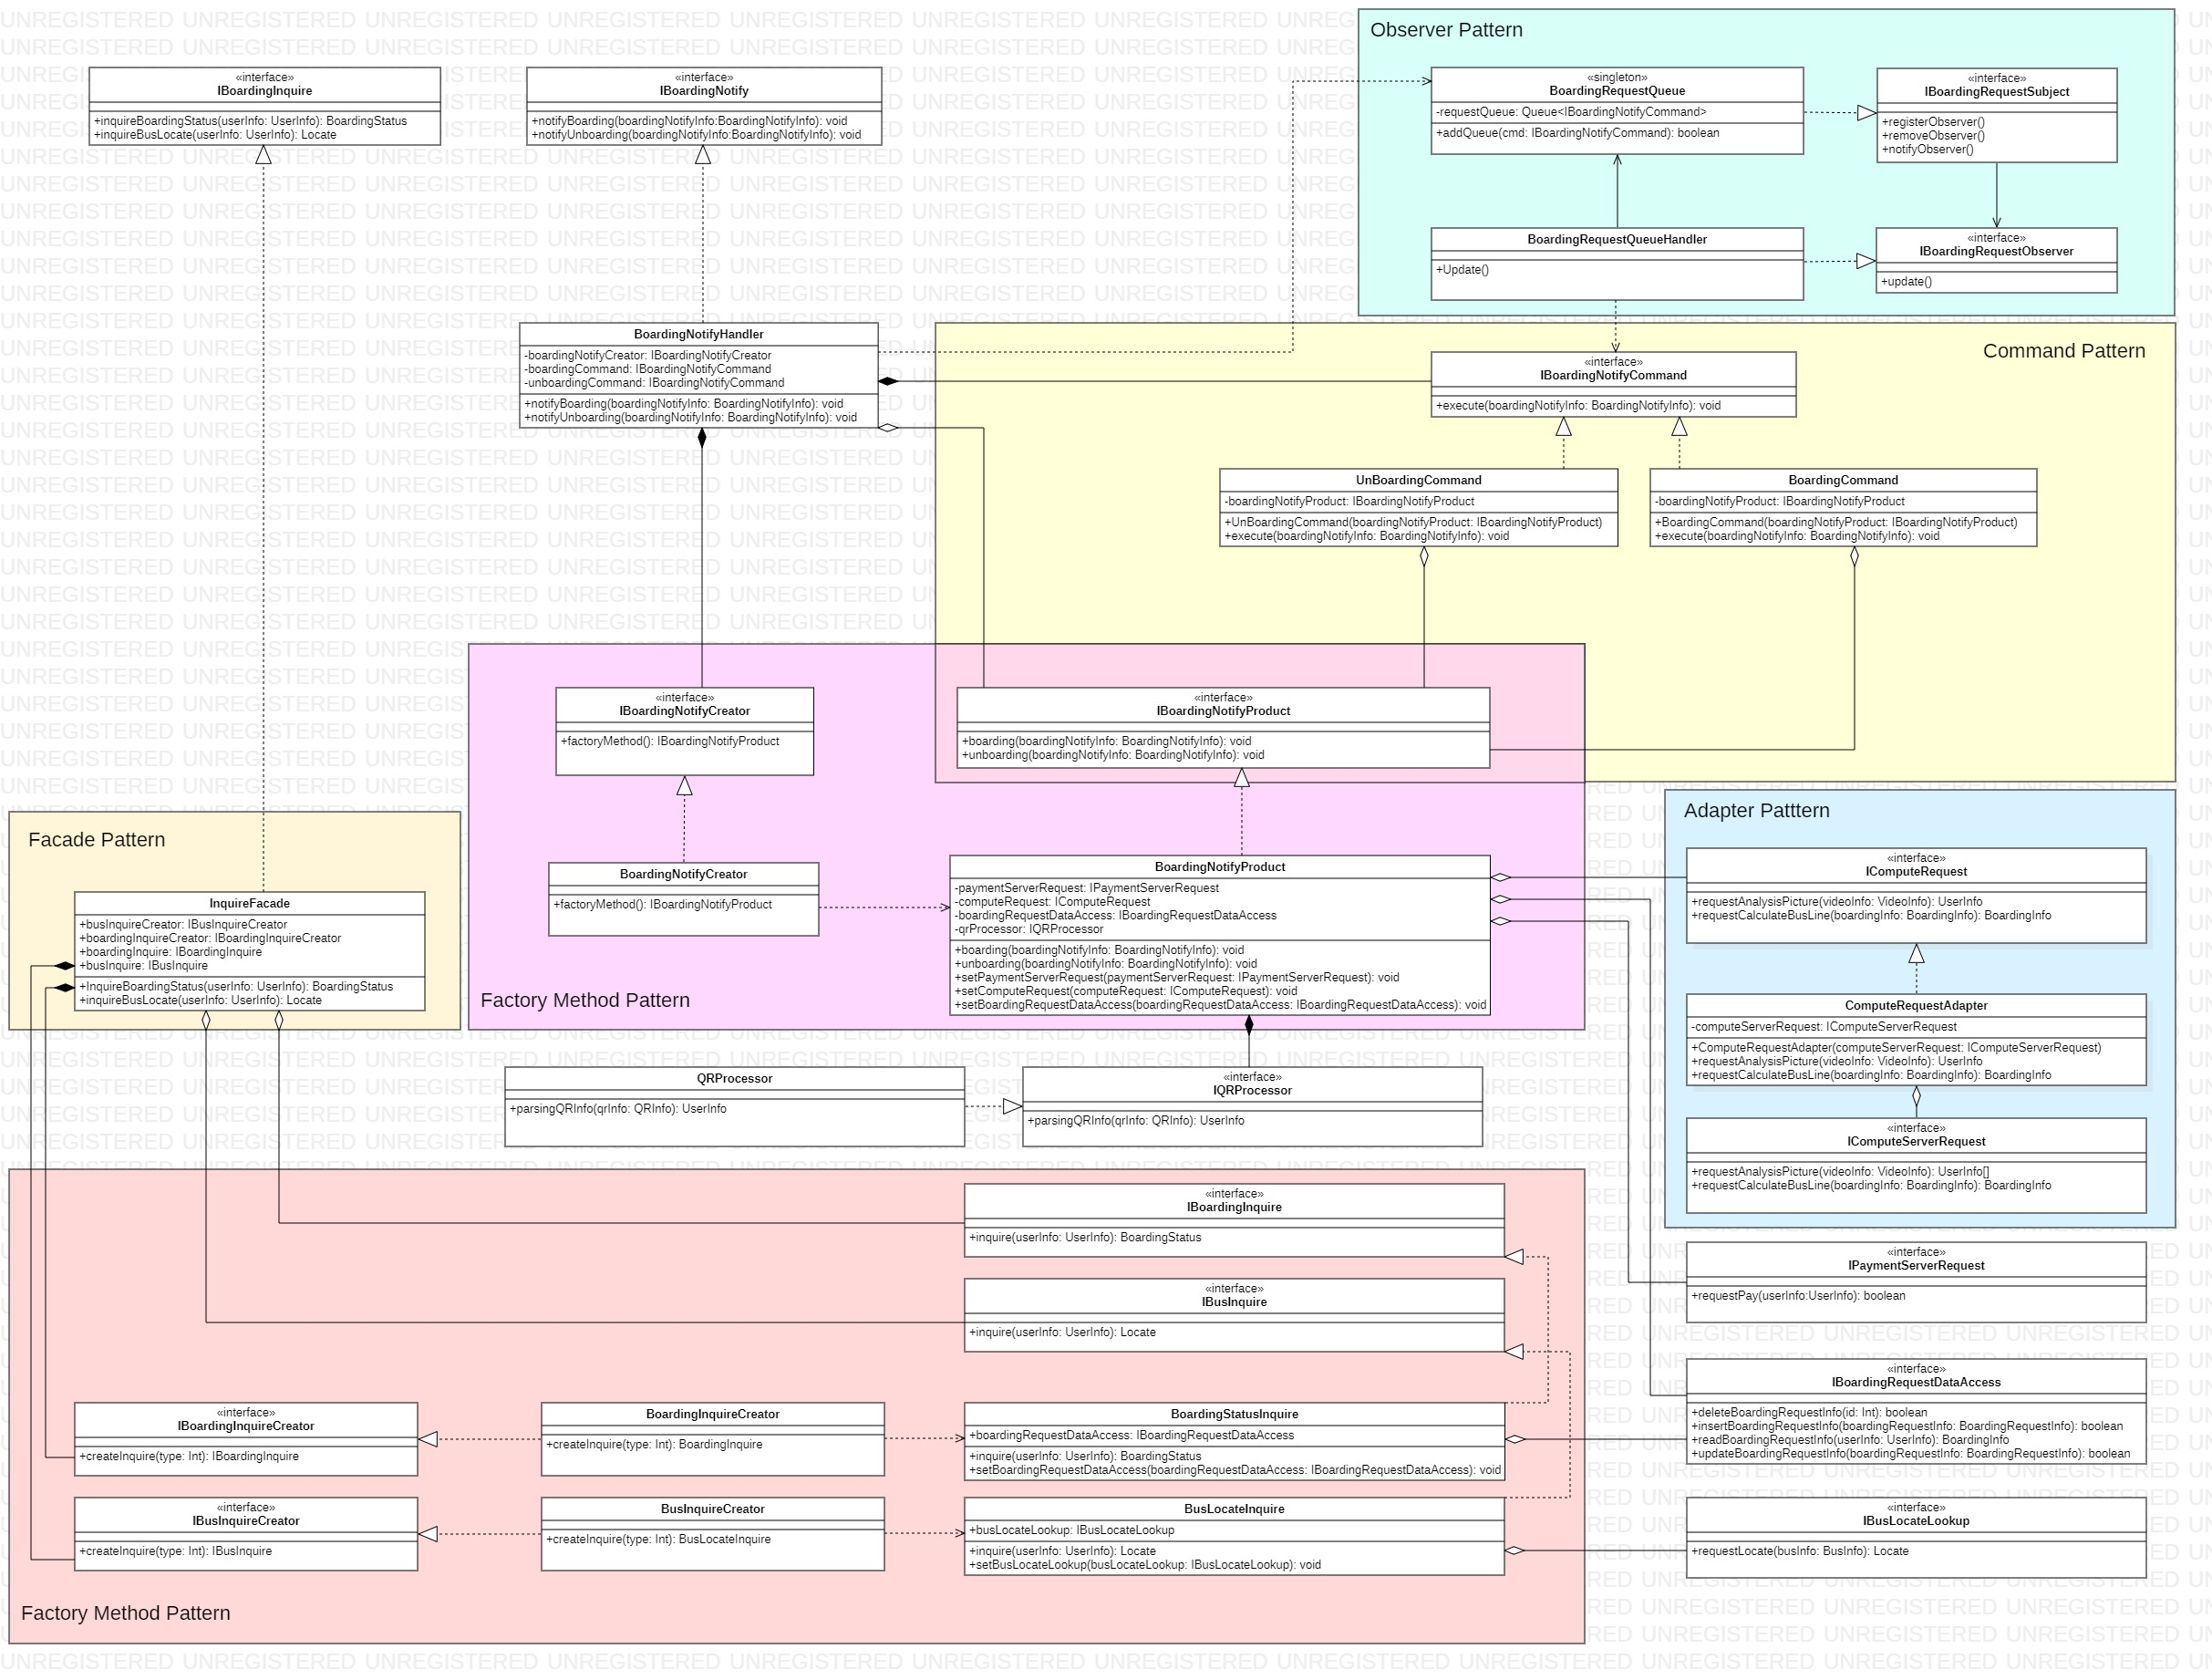 Observer Pattern
«interface»
IBoardingInquire
+inquireBoardingStatus(userInfo: UserInfo): BoardingStatus
+inquireBusLocate(userInfo: UserInfo): Locate
«interface»
IBoardingNotify
+notifyBoarding(boardingNotifyInfo:BoardingNotifyInfo): void
+notifyUnboarding(boardingNotifyInfo:BoardingNotifyInfo): void
«singleton»
BoardingRequestQueue
-requestQueue: Queue<IBoardingNotifyCommand>
+addQueue(cmd: IBoardingNotifyCommand): boolean
«interface»
IBoardingRequestSubject
+registerObserver()
+removeObserver()
+notifyObserver()
BoardingRequestQueueHandler
+Update()
«interface»
IBoardingRequestObserver
+update()
BoardingNotifyHandler
-boardingNotifyCreator: IBoardingNotifyCreator
-boardingCommand: IBoardingNotifyCommand
-unboardingCommand: IBoardingNotifyCommand
+notifyBoarding(boardingNotifyInfo: BoardingNotifyInfo): void
+notifyUnboarding(boardingNotifyInfo: BoardingNotifyInfo): void
Command Pattern
«interface»
IBoardingNotifyCommand
+execute(boardingNotifyInfo: BoardingNotifyInfo): void
UnBoardingCommand
-boardingNotifyProduct: IBoardingNotifyProduct
+UnBoardingCommand(boardingNotifyProduct: IBoardingNotifyProduct)
+execute(boardingNotifyInfo: BoardingNotifyInfo): void
BoardingCommand
-boardingNotifyProduct: IBoardingNotifyProduct
+BoardingCommand(boardingNotifyProduct: IBoardingNotifyProduct)
+execute(boardingNotifyInfo: BoardingNotifyInfo): void
«interface»
IBoardingNotifyCreator
+factoryMethod(): IBoardingNotifyProduct
«interface»
IBoardingNotifyProduct
+boarding(boardingNotifyInfo: BoardingNotifyInfo): void
+unboarding(boardingNotifyInfo: BoardingNotifyInfo): void
Facade Pattern
InquireFacade
+busInquireCreator: IBusInquireCreator
+boardingInquireCreator: IBoardingInquireCreator
+boardingInquire: IBoardingInquire
+busInquire: IBusInquire
+InquireBoardingStatus(userInfo: UserInfo): BoardingStatus
+inquireBusLocate(userInfo: UserInfo): Locate
BoardingNotifyCreator
+factoryMethod(): IBoardingNotifyProduct
BoardingNotifyProduct
-paymentServerRequest: IPaymentServerRequest
-computeRequest: IComputeRequest
-boardingRequestDataAccess: IBoardingRequestDataAccess
-qrProcessor: IQRProcessor
+boarding(boardingNotifyInfo: BoardingNotifyInfo): void
+unboarding(boardingNotifyInfo: BoardingNotifyInfo): void
+setPaymentServerRequest(paymentServerRequest: IPaymentServerRequest): void
+setComputeRequest(computeRequest: IComputeRequest): void
+setBoardingRequestDataAccess(boardingRequestDataAccess: IBoardingRequestDataAccess): void
Factory Method Pattern
Adapter Patttern
«interface»
IComputeRequest
+requestAnalysisPicture(videoInfo: VideoInfo): UserInfo
+requestCalculateBusLine(boardingInfo: BoardingInfo): BoardingInfo
ComputeRequestAdapter
-computeServerRequest: IComputeServerRequest
+ComputeRequestAdapter(computeServerRequest: IComputeServerRequest)
+requestAnalysisPicture(videoInfo: VideoInfo): UserInfo
+requestCalculateBusLine(boardingInfo: BoardingInfo): BoardingInfo
«interface»
IComputeServerRequest
+requestAnalysisPicture(videoInfo: VideoInfo): UserInfo[]
+requestCalculateBusLine(boardingInfo: BoardingInfo): BoardingInfo
QRProcessor
+parsingQRInfo(qrInfo: QRInfo): UserInfo
«interface»
IQRProcessor
+parsingQRInfo(qrInfo: QRInfo): UserInfo
«interface»
IBoardingInquire
+inquire(userInfo: UserInfo): BoardingStatus
«interface»
IBusInquire
+inquire(userInfo: UserInfo): Locate
«interface»
IPaymentServerRequest
+requestPay(userInfo:UserInfo): boolean
«interface»
IBoardingRequestDataAccess
+deleteBoardingRequestInfo(id: Int): boolean
+insertBoardingRequestInfo(boardingRequestInfo: BoardingRequestInfo): boolean
+readBoardingRequestInfo(userInfo: UserInfo): BoardingInfo
+updateBoardingRequestInfo(boardingRequestInfo: BoardingRequestInfo): boolean
«interface»
IBoardingInquireCreator
+createInquire(type: Int): IBoardingInquire
BoardingInquireCreator
+createInquire(type: Int): BoardingInquire
BoardingStatusInquire
+boardingRequestDataAccess: IBoardingRequestDataAccess
+inquire(userInfo: UserInfo): BoardingStatus
+setBoardingRequestDataAccess(boardingRequestDataAccess: IBoardingRequestDataAccess): void
«interface»
IBusInquireCreator
+createInquire(type: Int): IBusInquire
BusInquireCreator
+createInquire(type: Int): BusLocateInquire
BusLocateInquire
+busLocateLookup: IBusLocateLookup
+inquire(userInfo: UserInfo): Locate
+setBusLocateLookup(busLocateLookup: IBusLocateLookup): void
«interface»
IBusLocateLookup
+requestLocate(busInfo: BusInfo): Locate
Factory Method Pattern